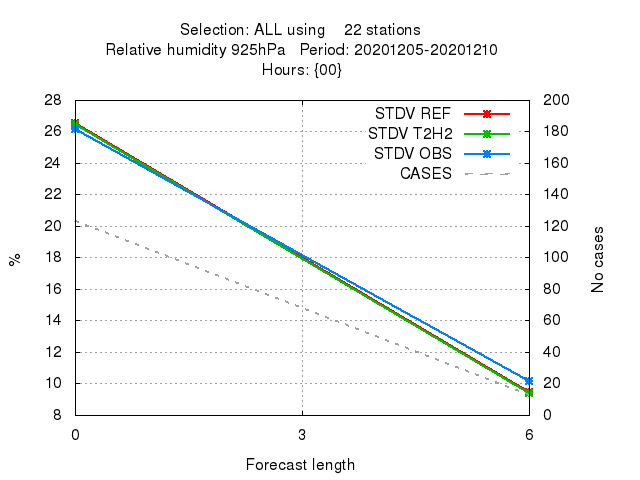 Selection: ALL using    22 stations
Relative humidity 925hPa   Period: 20201205-20201210
Hours: {00}
28
26
24
22
20
18
16
14
12
10
8
200
180
160
140
120
100
80
60
40
20
0
STDV REF
STDV T2H2
STDV OBS
CASES
%
No cases
0
3
6
Forecast length